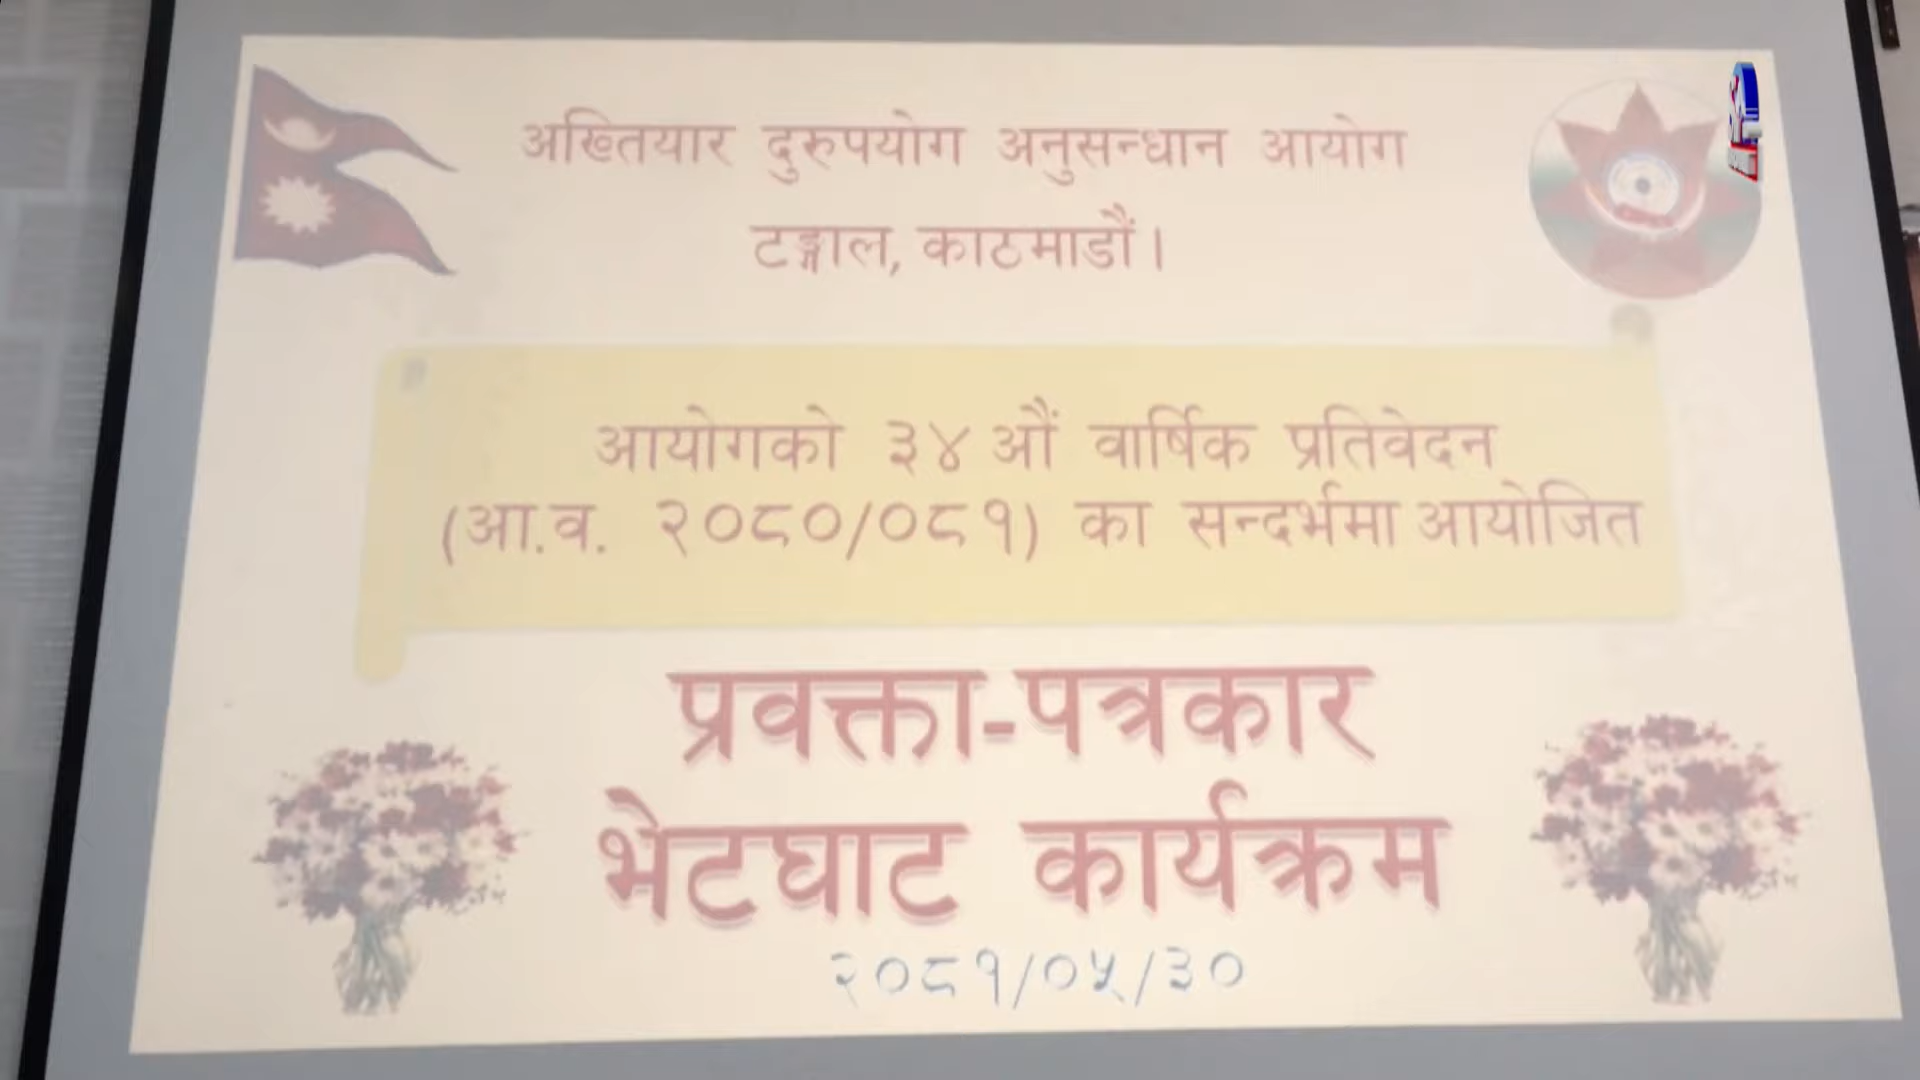 अख्तियार दुरुपयोग अनुसन्धान आयोग
टङ्गाल, काठमाडौं ।
आयोगको ३४ औं वार्षिक प्रतिवेदन
(आ.व. २०८०/०८१) का सन्दर्भमा आयोजित
प्रवक्ता-पत्रकार
भेटघाट कार्यक्रम
२०८१/०५/३०